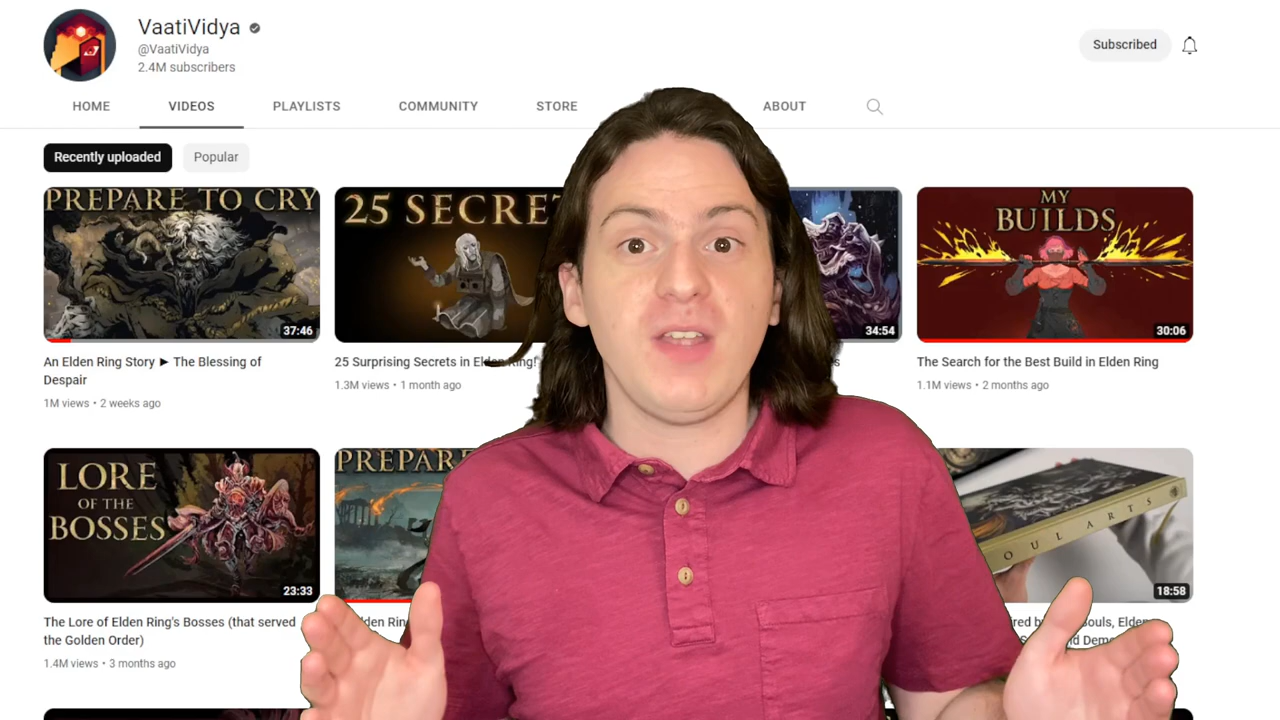 VaatiVidya
@VaatiVidya
2.4M subscribers
Subscribed
HOME VIDEOS PLAYLISTS COMMUNITY STORE ABOUT
Recently uploaded Popular
PREPARE TO CRY
37:46
An Elden Ring Story ► The Blessing of
Despair
1M views • 2 weeks ago
25 SECRE
25 Surprising Secrets in Elden Ring!
1.3M views • 1 month ago
34:54
MY
BUILDS
30:06
The Search for the Best Build in Elden Ring
1.1M views • 2 months ago
LORE
OF THE
BOSSES
23:33
The Lore of Elden Ring's Bosses (that served
the Golden Order)
1.4M views • 3 months ago
PREPAR
OUL ARTS
18:58